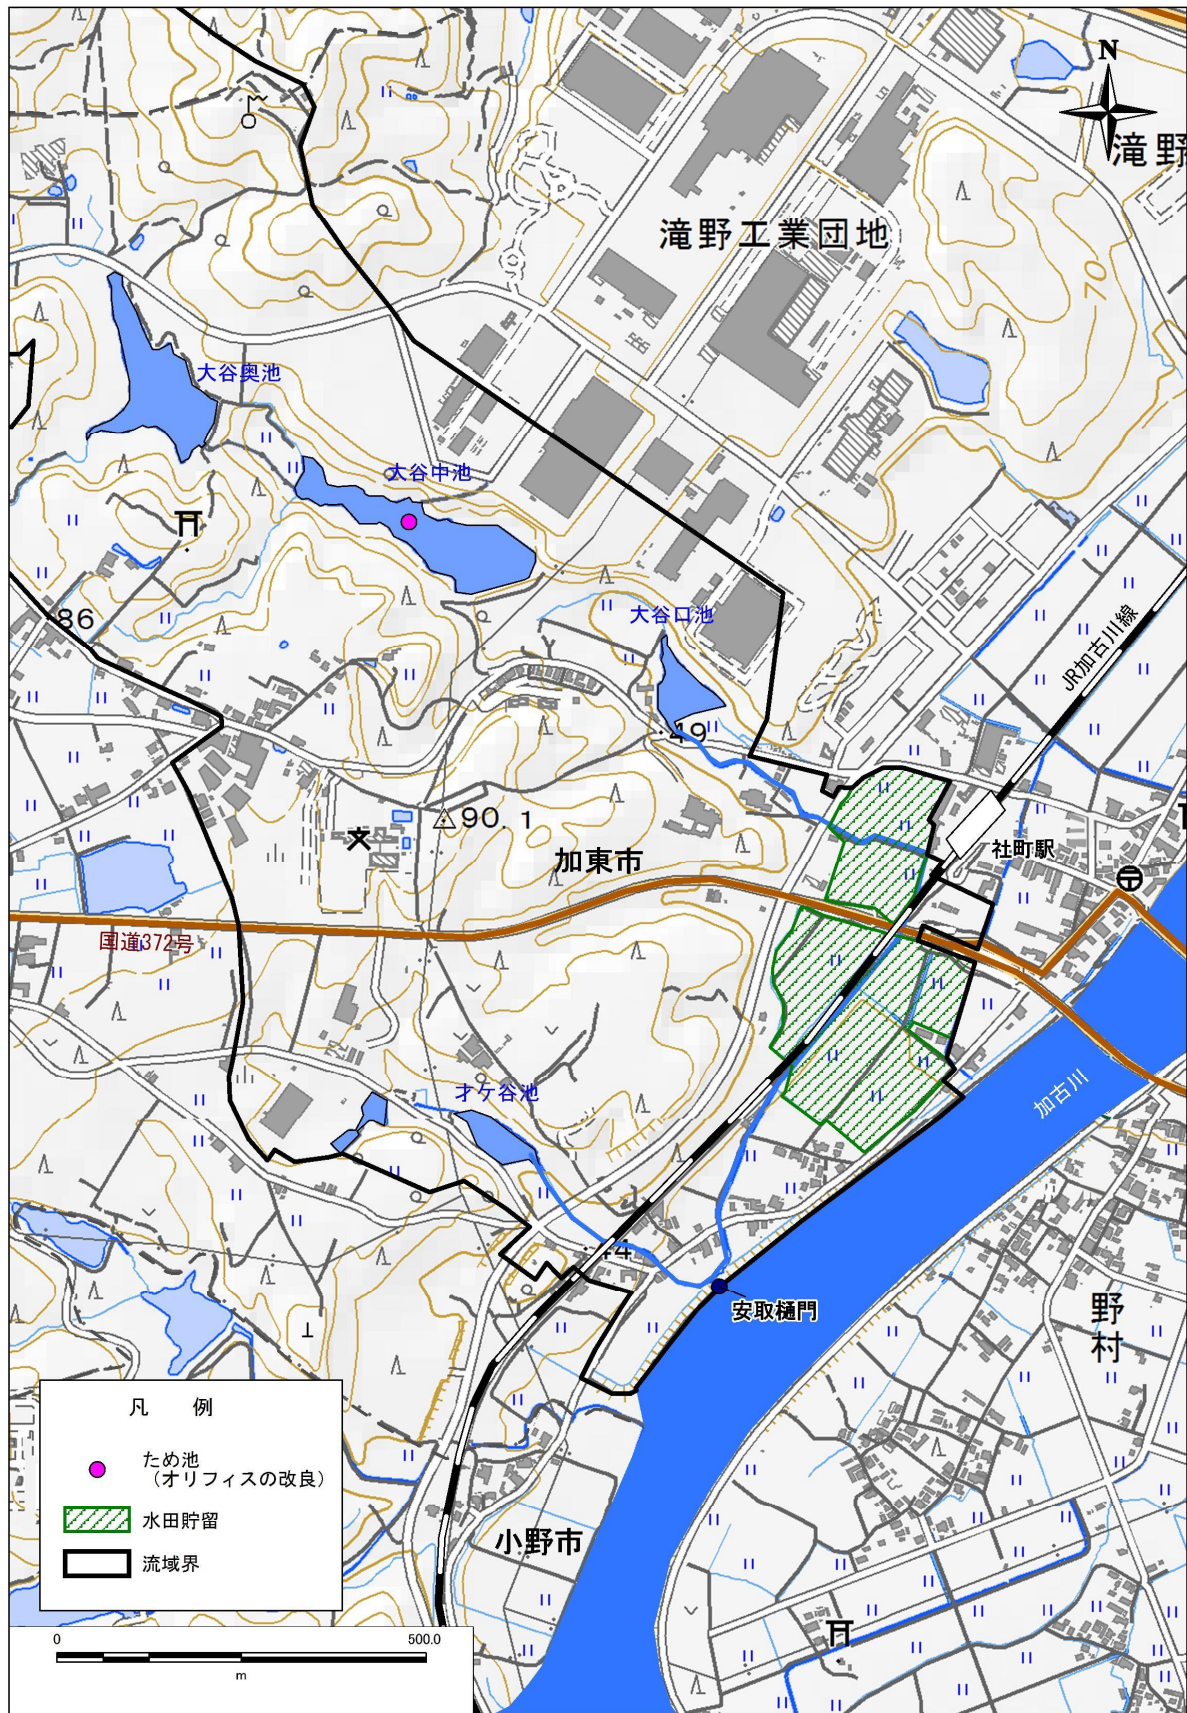 N
滝野
滝野工業団地
70
大谷奥池
大谷中池
大谷口池
86
JR加古川線
49
90.1
加東市
社町駅
国道372号
才ケ谷池
加古川
44
安取樋門
野村
凡 例
ため池
(オリフィスの改良)
水田貯留
流域界
小野市
0 500.0
m